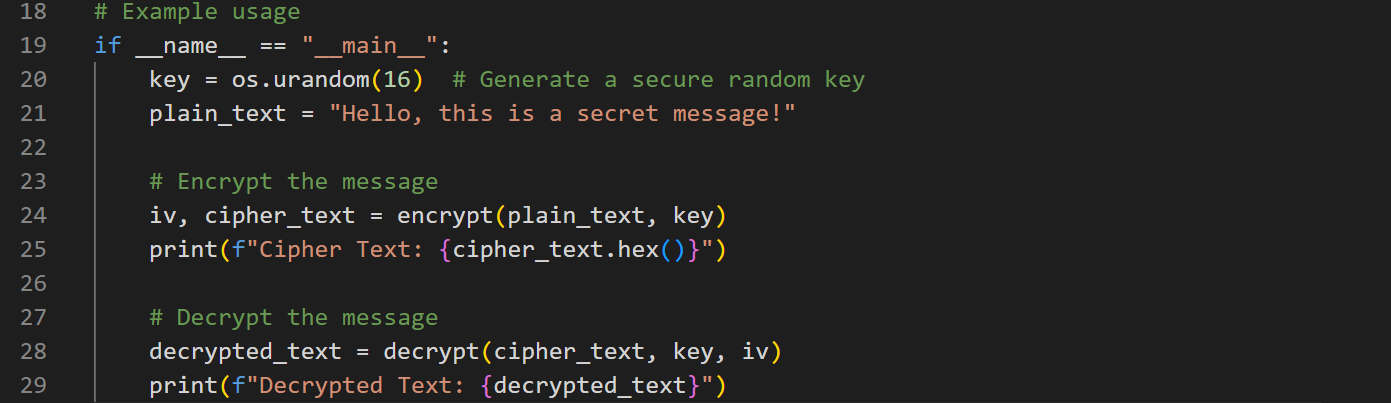 18 # Example usage
19 if __name__ == "__main__":
20     key = os.urandom(16)  # Generate a secure random key
21     plain_text = "Hello, this is a secret message!"
22
23     # Encrypt the message
24     iv, cipher_text = encrypt(plain_text, key)
25     print(f"Cipher Text: {cipher_text.hex()}")
26
27     # Decrypt the message
28     decrypted_text = decrypt(cipher_text, key, iv)
29     print(f"Decrypted Text: {decrypted_text}")